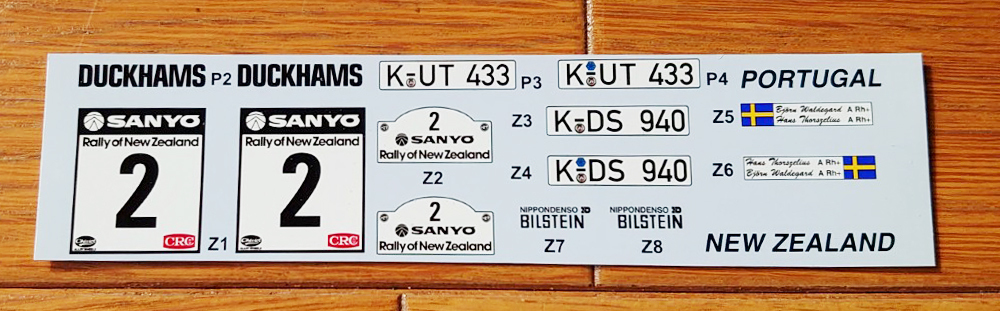 DUCKHAMS P2 DUCKHAMS K-UT 433 P3 K UT 433 P4 PORTUGAL
SANYO
Rally of New Zealand
2
CRC
Z1
SANYO
Rally of New Zealand
2
CRC
2
SANYO
Rally of New Zealand
Z2
2
SANYO
Rally of New Zealand
Z3 K-DS 940
Z4 K DS 940
NIPPONDENSO ND
BILSTEIN
Z7
NIPPONDENSO ND
BILSTEIN
Z8
Z5 Björn Waldegard A Rh+
Hans Thorszelius A Rh+
Z6 Hans Thorszelius A Rh+
Björn Waldegard A Rh+
NEW ZEALAND